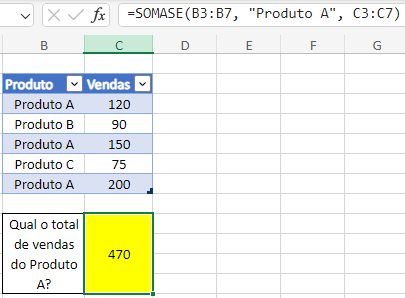 fx =SOMASE(B3:B7, "Produto A", C3:C7)
B C D E F G
Produto Vendas
Produto A 120
Produto B 90
Produto A 150
Produto C 75
Produto A 200
Qual o total
de vendas
do Produto
A?
470